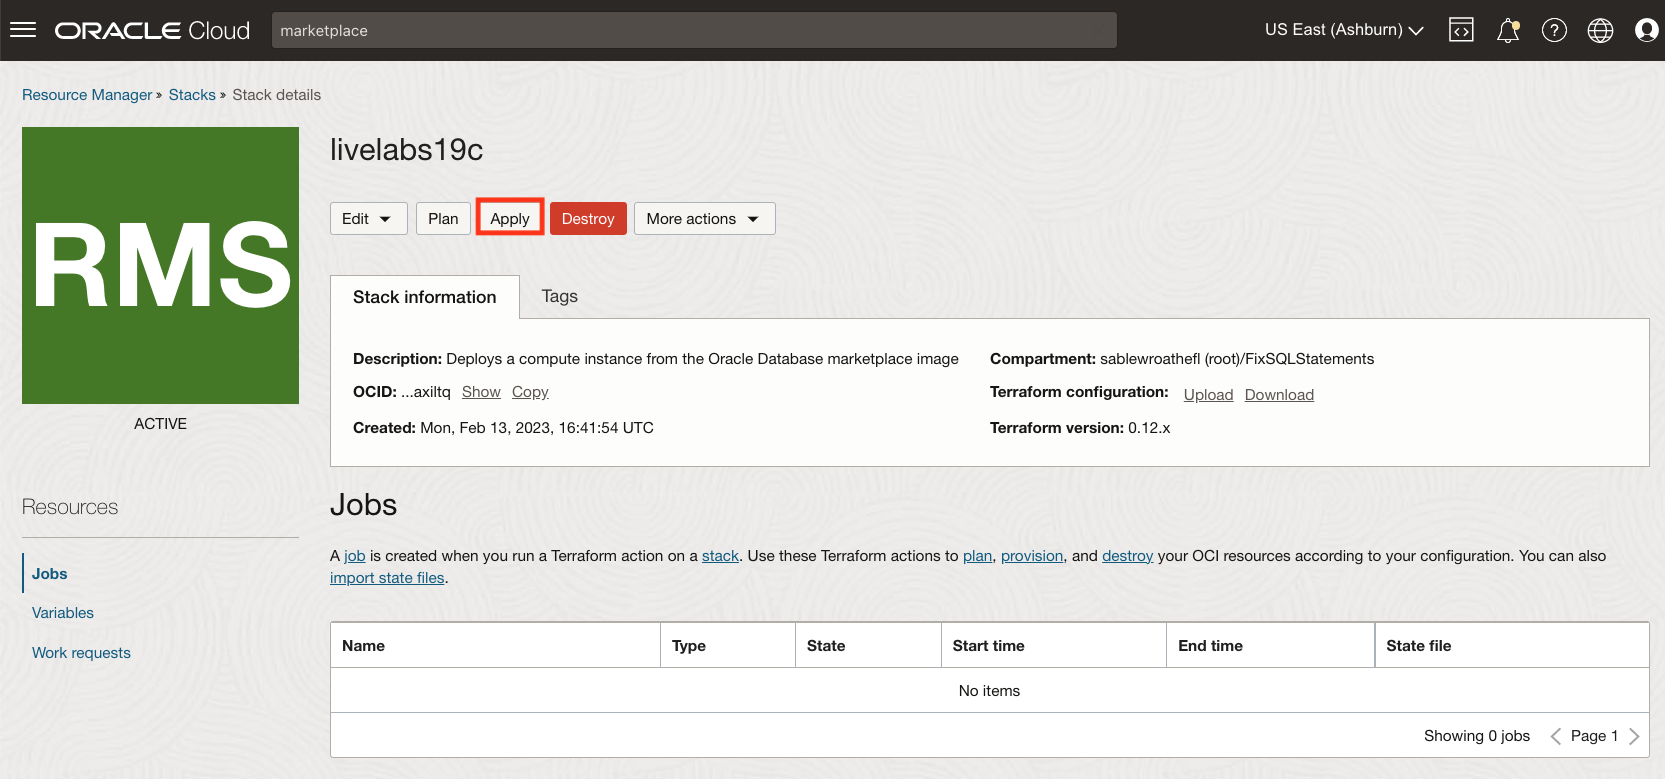 ORACLE Cloud
marketplace
US East (Ashburn)
Resource Manager » Stacks » Stack details
RMS
ACTIVE
livelabs19c
Edit Plan Apply Destroy More actions
Stack information Tags
Description: Deploys a compute instance from the Oracle Database marketplace image
OCID: ...axiltq Show Copy
Created: Mon, Feb 13, 2023, 16:41:54 UTC
Compartment: sablewroathefl (root)/FixSQLStatements
Terraform configuration: Upload Download
Terraform version: 0.12.x
Resources
Jobs
Variables
Work requests
Jobs
A job is created when you run a Terraform action on a stack. Use these Terraform actions to plan, provision, and destroy your OCI resources according to your configuration. You can also
import state files.
Name Type State Start time End time State file
No items
Showing 0 jobs Page 1